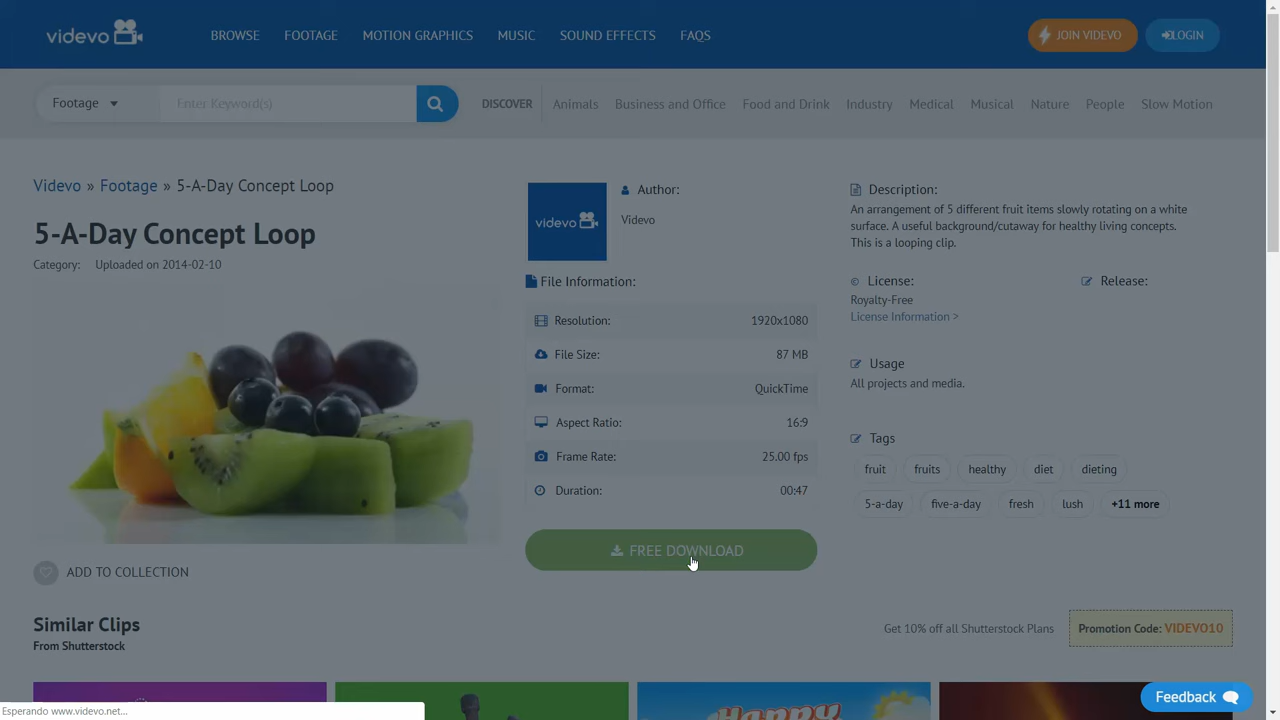 videvo
BROWSE
FOOTAGE
MOTION GRAPHICS
MUSIC
SOUND EFFECTS
FAQS
JOIN VIDEVO
LOGIN
Footage
Enter Keyword(s)
DISCOVER
Animals
Business and Office
Food and Drink
Industry
Medical
Musical
Nature
People
Slow Motion
Videvo » Footage » 5-A-Day Concept Loop
5-A-Day Concept Loop
Category: Uploaded on 2014-02-10
ADD TO COLLECTION
videvo
Author:
Videvo
File Information:
Resolution: 1920x1080
File Size: 87 MB
Format: QuickTime
Aspect Ratio: 16:9
Frame Rate: 25.00 fps
Duration: 00:47
FREE DOWNLOAD
Description:
An arrangement of 5 different fruit items slowly rotating on a white
surface. A useful background/cutaway for healthy living concepts.
This is a looping clip.
License:
Royalty-Free
License Information >
Release:
Usage
All projects and media.
Tags
fruit
fruits
healthy
diet
dieting
5-a-day
five-a-day
fresh
lush
+11 more
Similar Clips
From Shutterstock
Get 10% off all Shutterstock Plans
Promotion Code: VIDEVO10
Happy
Feedback
Esperando www.videvo.net...